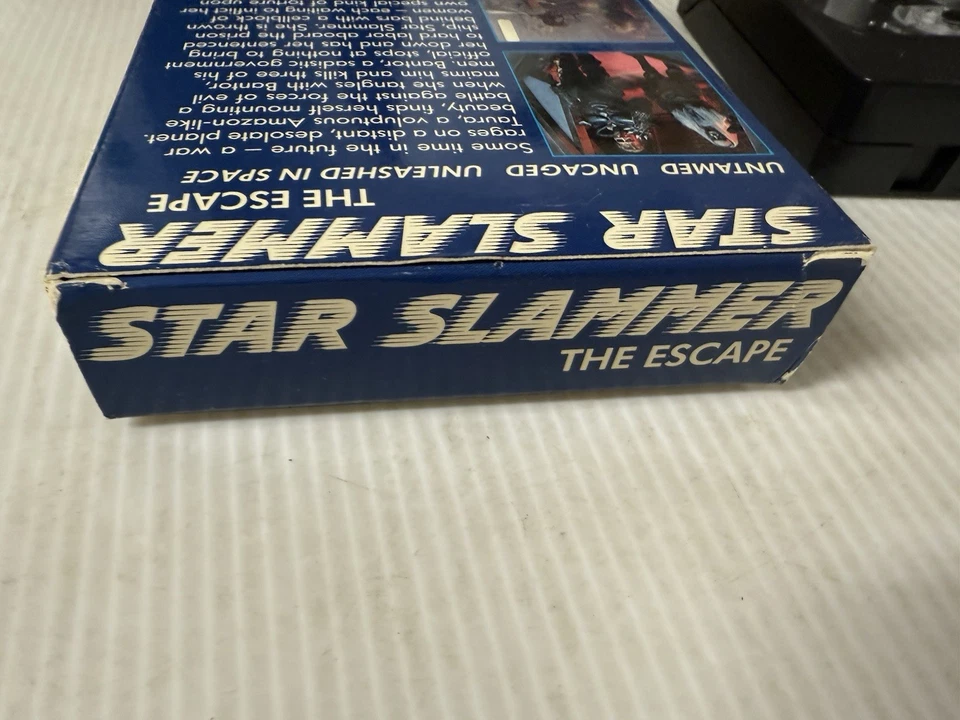 STAR SLAMMER
THE ESCAPE
STAR SLAMMER
THE ESCAPE
UNTAMED UNCAGED UNLEASHED IN SPACE
Some time in the future – a war
rages on a distant, desolate planet.
Taura, a voluptuous Amazon-like
beauty, finds herself mounting a
battle against the forces of evil
when she tangles with Bantor,
maims him and kills three of his
men. Bantor, a sadistic government
official, stops at nothing to bring
her down and has her sentenced
to hard labor aboard the prison
ship, Star Slammer. She is thrown
behind bars with a cellblock of
women – each waiting to inflict her
own special kind of torture upon